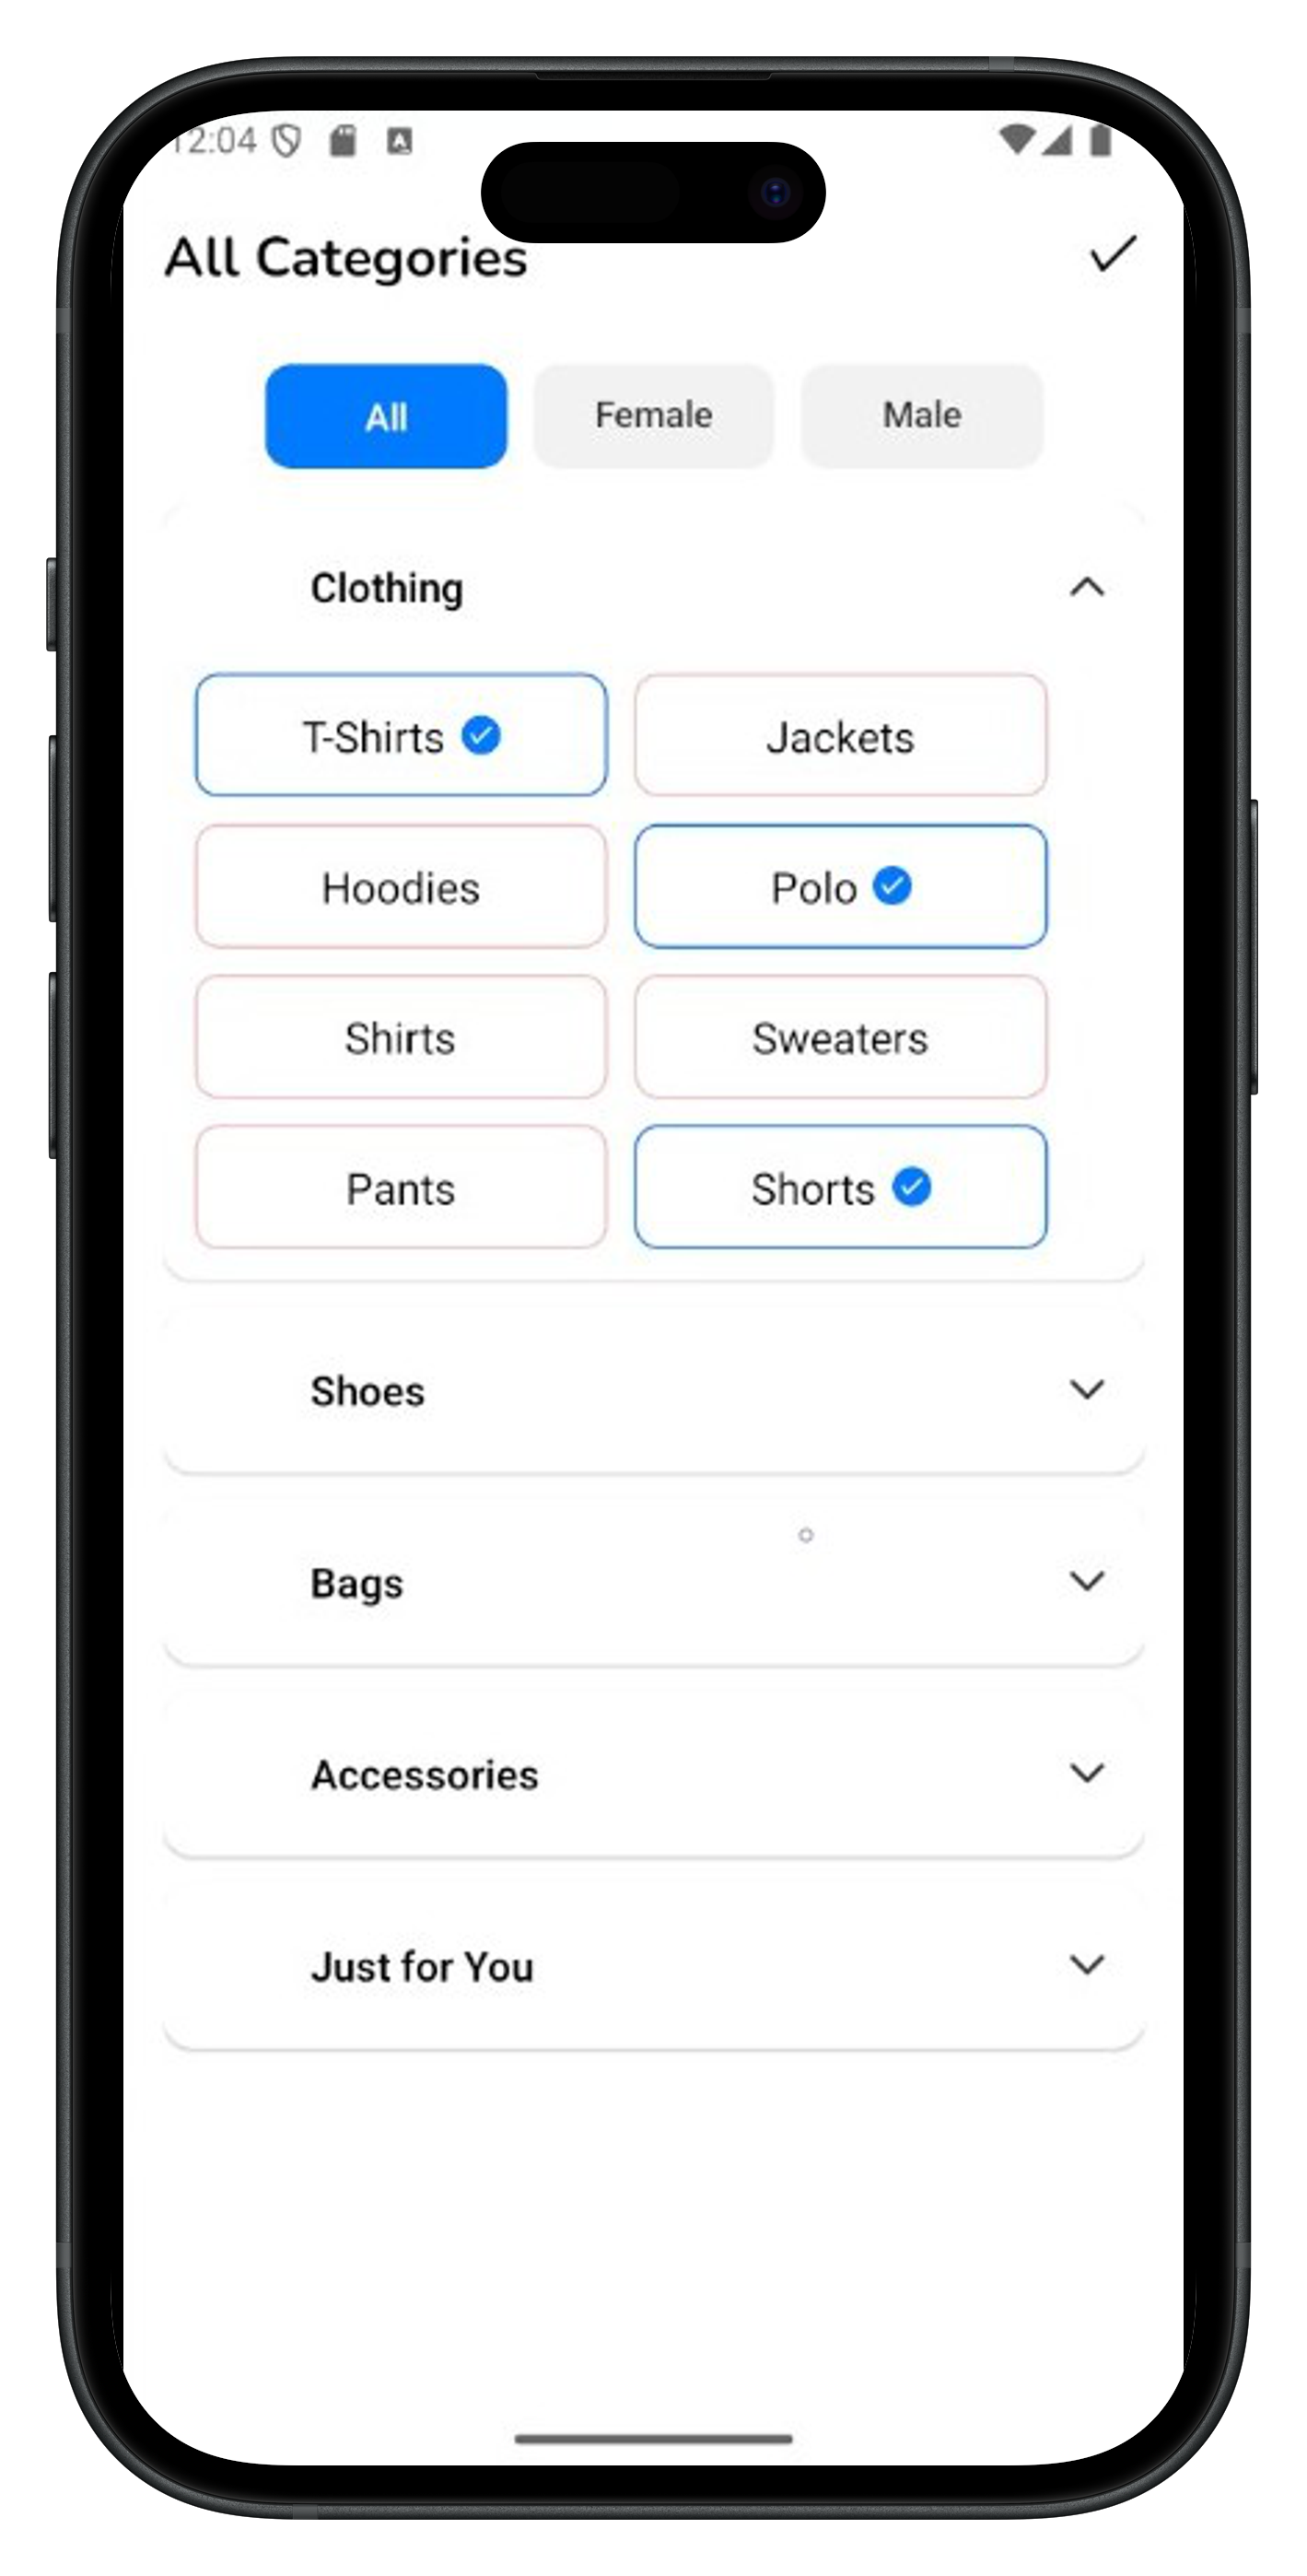 12:04
All Categories
All Female Male
Clothing
T-Shirts Jackets
Hoodies Polo
Shirts Sweaters
Pants Shorts
Shoes
Bags
Accessories
Just for You